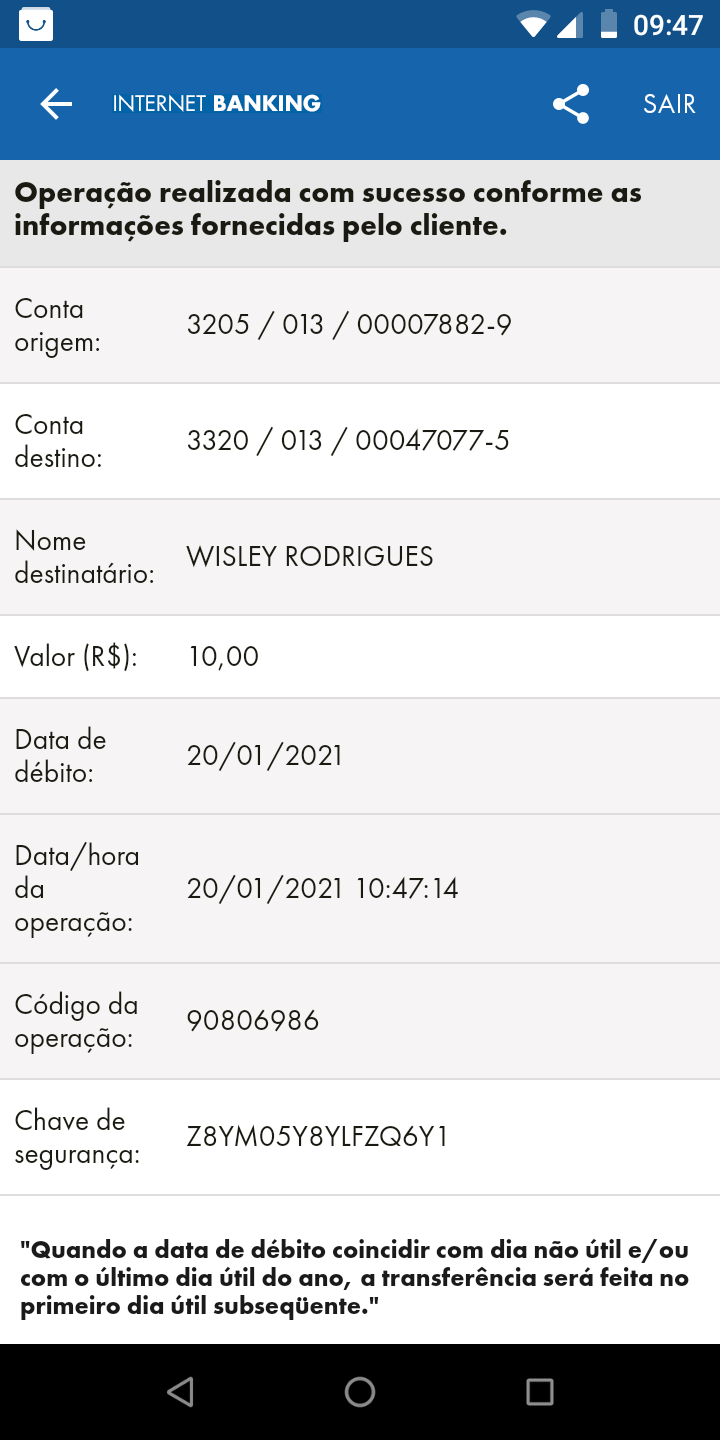 09:47
INTERNET BANKING
SAIR
Operação realizada com sucesso conforme as
informações fornecidas pelo cliente.
Conta
origem:
3205 / 013 / 00007882-9
Conta
destino:
3320 / 013 / 00047077-5
Nome
destinatário:
WISLEY RODRIGUES
Valor (R$):
10,00
Data de
débito:
20/01/2021
Data/hora
da
operação:
20/01/2021 10:47:14
Código da
operação:
90806986
Chave de
segurança:
Z8YM05Y8YLFZQ6Y1
"Quando a data de débito coincidir com dia não útil e/ou
com o último dia útil do ano, a transferência será feita no
primeiro dia útil subseqüente."